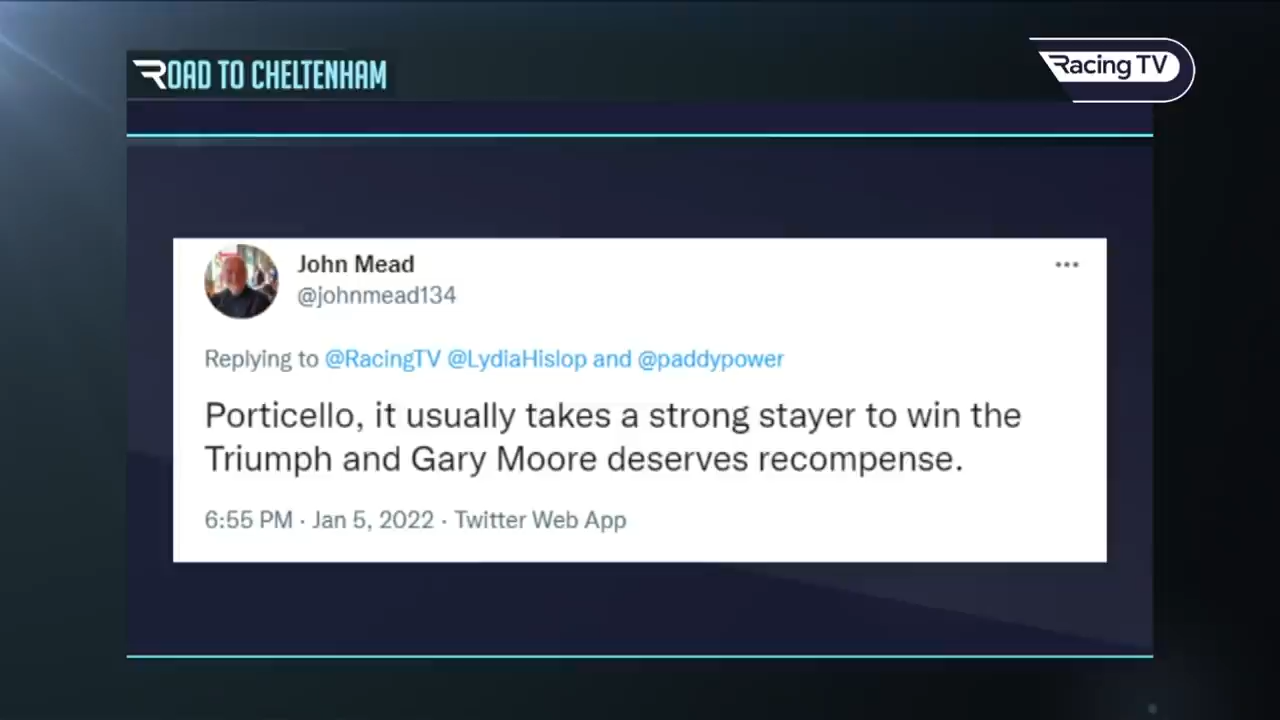 ROAD TO CHELTENHAM
Racing TV
John Mead
@johnmead134
Replying to @RacingTV @LydiaHislop and @paddypower
Porticello, it usually takes a strong stayer to win the
Triumph and Gary Moore deserves recompense.
6:55 PM · Jan 5, 2022 · Twitter Web App